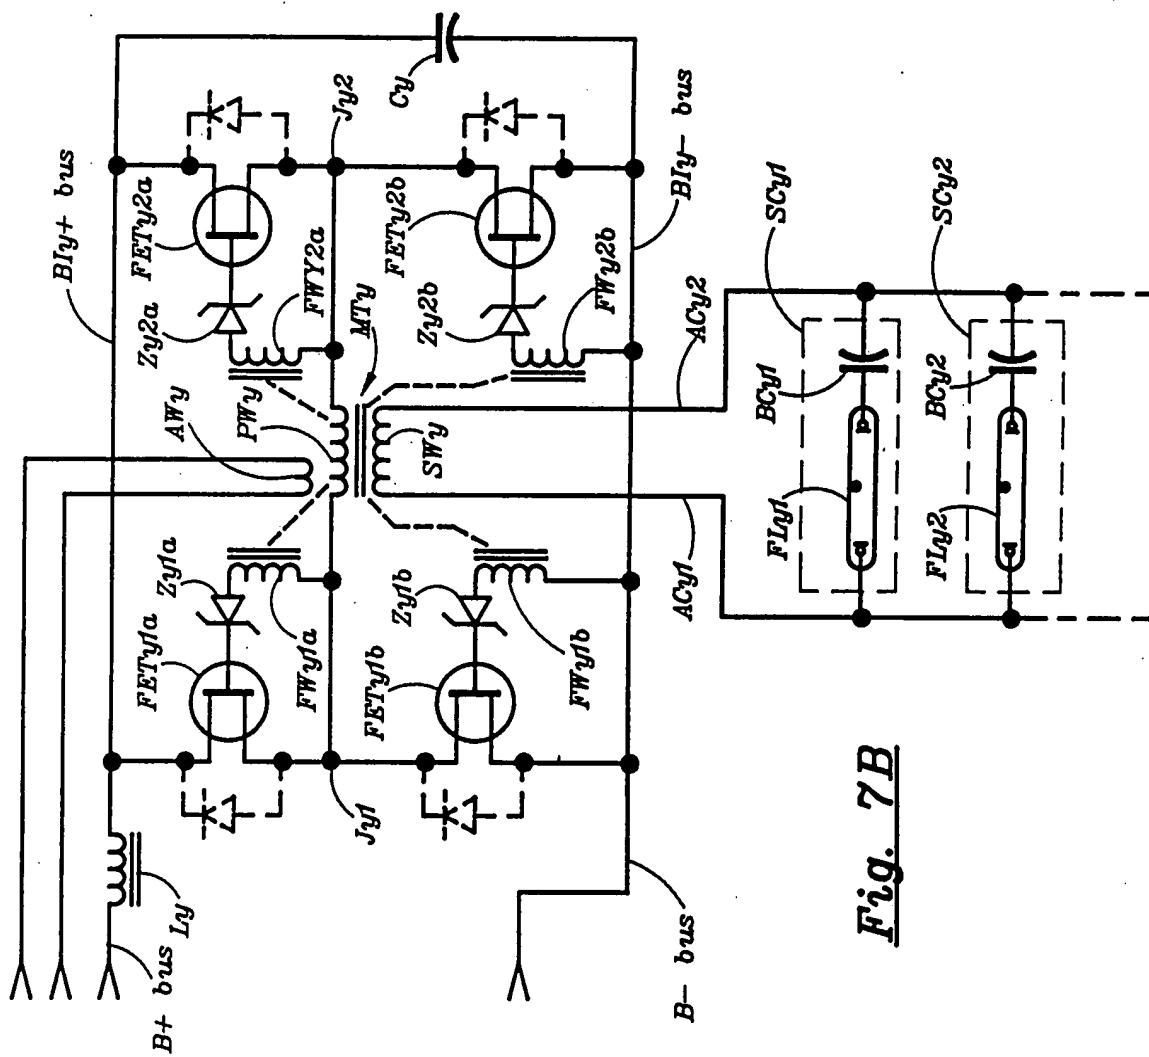 B+ bus
Ly
BIy+ bus
AWy
PWy
FETy1a
Zy1a
FWy1a
Zy2a
FETy2a
FWY2a
MTy
SWy
Jy1
Jy2
Cy
FETy1b
Zy1b
FWy1b
Zy2b
FETy2b
FWy2b
B- bus
BIy- bus
ACy1
ACy2
SCy1
FLy1
BCy1
SCy2
FLy2
BCy2
Fig. 7B